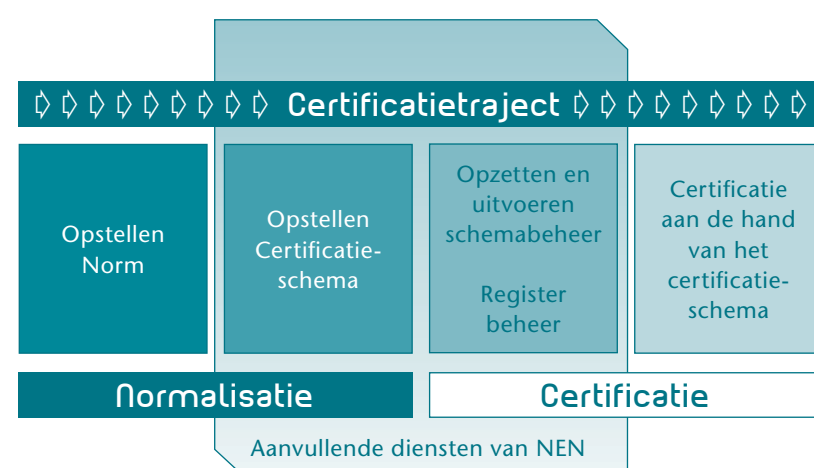 Certificatietraject
Opstellen
Norm
Opstellen
Certificatie-
schema
Opzetten en
uitvoeren
schemabeheer
Register
beheer
Certificatie
aan de hand
van het
certificatie-
schema
Normalisatie
Certificatie
Aanvullende diensten van NEN